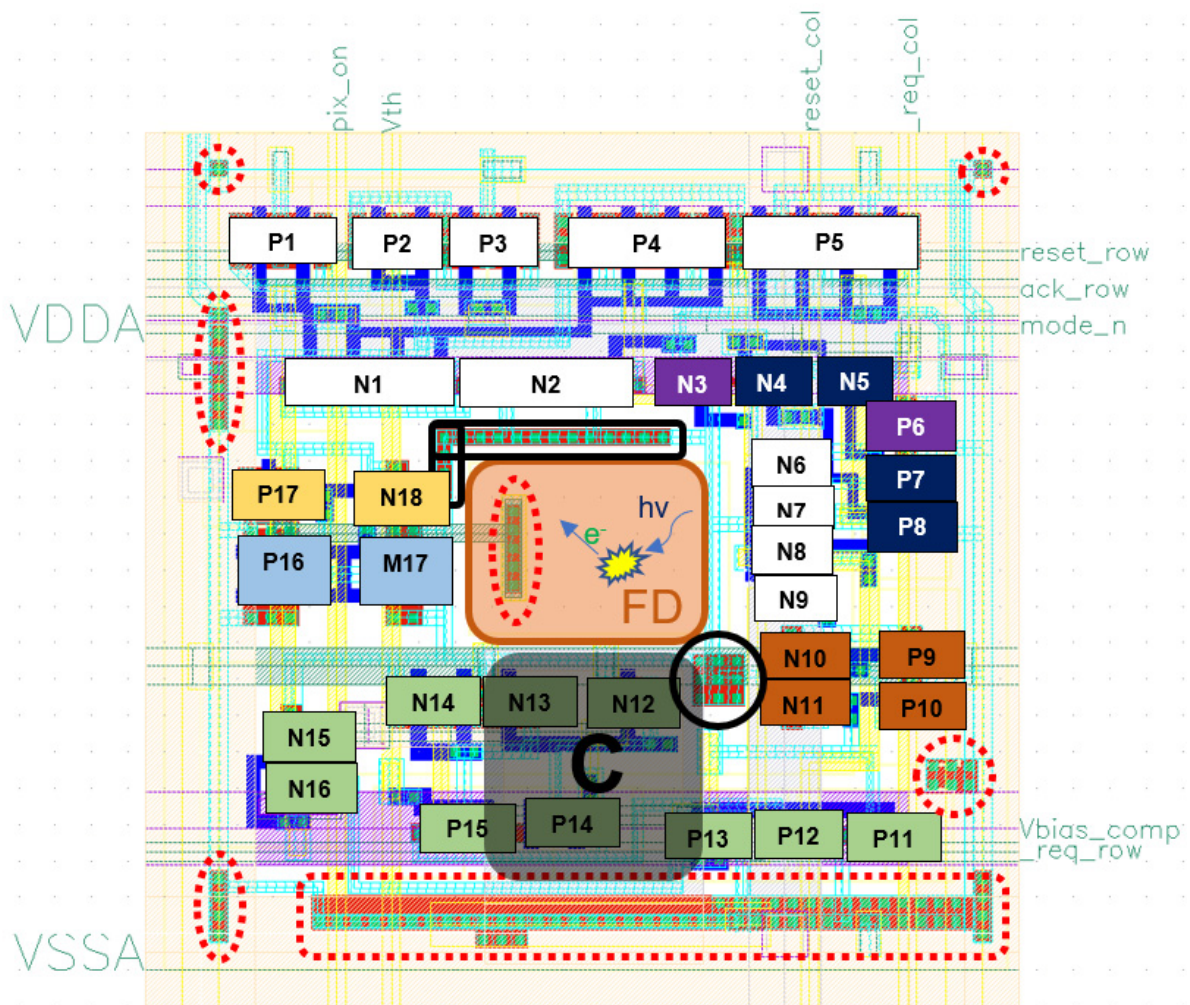 pix_on
Vth
reset_col
_req_col
P1
P2
P3
P4
P5
reset_row
ack_row
mode_n
VDDA
N1
N2
N3
N4
N5
P6
N6
P7
P17
N18
hν
e-
N7
P8
N8
P16
M17
FD
N9
N10
P9
N14
N13
N12
N11
P10
N15
C
N16
P15
P14
P13
P12
P11
Vbias_comp
_req_row
VSSA